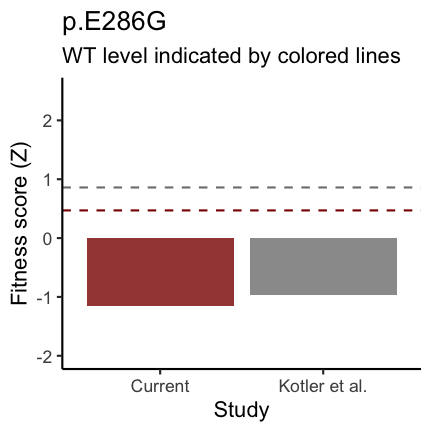 p.E286G
WT level indicated by colored lines
Fitness score (Z)
2
1
0
-1
-2
Current
Kotler et al.
Study